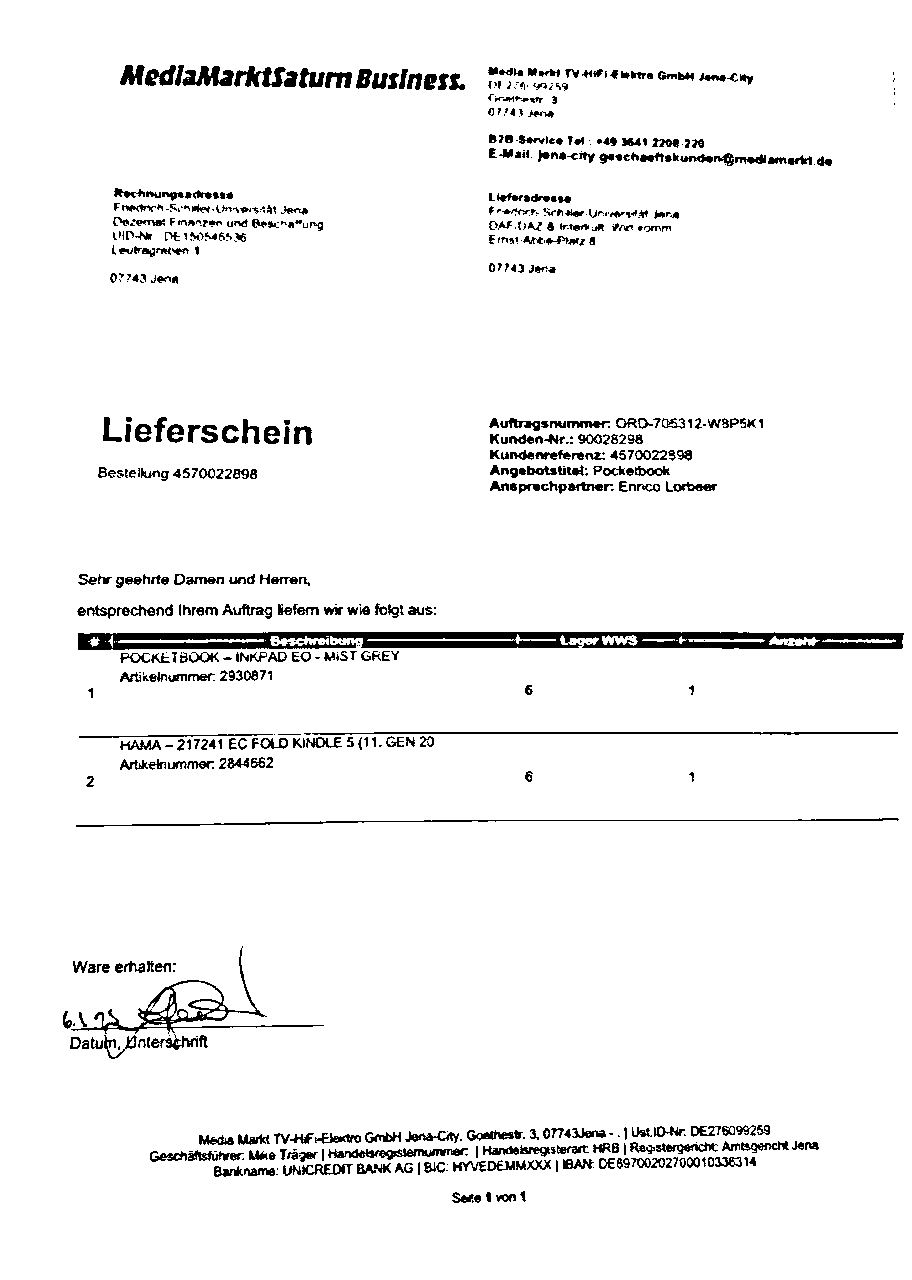 MediaMarktSaturn Business.
Media Markt TV-HiFi-Elektro GmbH Jena-City
DE276099259
Goethestr. 3
07743 Jena
B2B-Service Tel.: +49 3641 2208-220
E-Mail: jena-city geschaeftskunden@mediamarkt.de
Rechnungsadresse
Friedrich-Schiller-Universität Jena
Dezernat Finanzen und Beschaffung
UID-Nr. DE150546536
Leutragraben 1
07743 Jena
Lieferadresse
Friedrich-Schiller-Universität Jena
DAF-DAZ & Interkult. Wirt komm
Ernst-Abbe-Platz 8
07743 Jena
Lieferschein
Bestellung 4570022898
Auftragsnummer: ORD-705312-W8P5K1
Kunden-Nr.: 90028298
Kundenreferenz: 4570022898
Angebotstitel: Pocketbook
Ansprechpartner: Enrico Lorbeer
Sehr geehrte Damen und Herren,
entsprechend Ihrem Auftrag liefern wir wie folgt aus:
# Beschreibung Lager WWS Anzahl
POCKETBOOK – INKPAD EO - MIST GREY
Artikelnummer: 2930871
1 6 1
HAMA – 217241 EC FOLD KINDLE 5 (11. GEN 20
Artikelnummer: 2844662
2 6 1
Ware erhalten:
6.1.25
Datum, Unterschrift
Media Markt TV-HiFi-Elektro GmbH Jena-City, Goethestr. 3, 07743Jena - . | Ust.ID-Nr. DE276099259
Geschäftsführer: Mike Träger | Handelsregisternummer: | Handelsregisterart: HRB | Registergericht: Amtsgericht Jena
Bankname: UNICREDIT BANK AG | BIC: HYVEDEMMXXX | IBAN: DE69700202700010336314
Seite 1 von 1